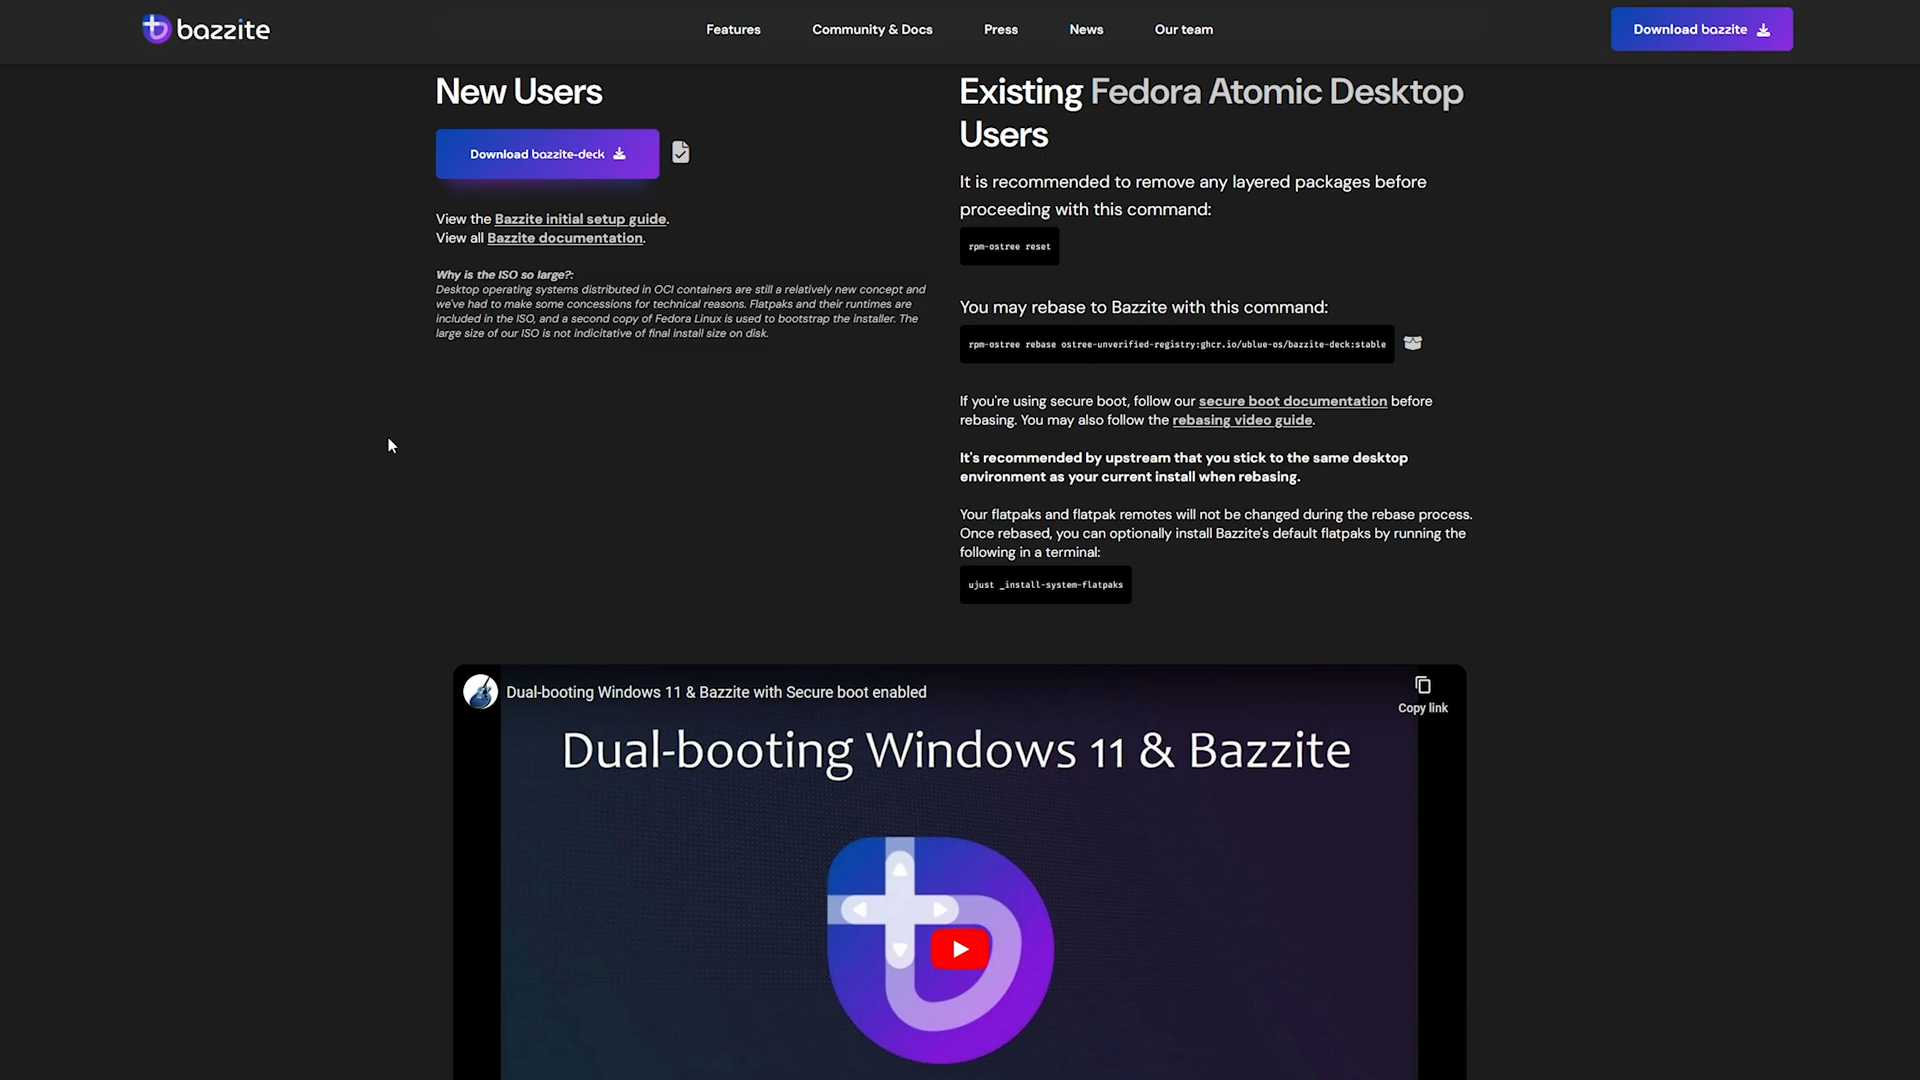 bazzite
Features
Community & Docs
Press
News
Our team
Download bazzite
New Users
Download bazzite-deck
View the Bazzite initial setup guide.
View all Bazzite documentation.
Why is the ISO so large?:
Desktop operating systems distributed in OCI containers are still a relatively new concept and
we've had to make some concessions for technical reasons. Flatpaks and their runtimes are
included in the ISO, and a second copy of Fedora Linux is used to bootstrap the installer. The
large size of our ISO is not indicitative of final install size on disk.
Existing Fedora Atomic Desktop
Users
It is recommended to remove any layered packages before
proceeding with this command:
rpm-ostree reset
You may rebase to Bazzite with this command:
rpm-ostree rebase ostree-unverified-registry:ghcr.io/ublue-os/bazzite-deck:stable
If you're using secure boot, follow our secure boot documentation before
rebasing. You may also follow the rebasing video guide.
It's recommended by upstream that you stick to the same desktop
environment as your current install when rebasing.
Your flatpaks and flatpak remotes will not be changed during the rebase process.
Once rebased, you can optionally install Bazzite's default flatpaks by running the
following in a terminal:
ujust _install-system-flatpaks
Dual-booting Windows 11 & Bazzite with Secure boot enabled
Copy link
Dual-booting Windows 11 & Bazzite